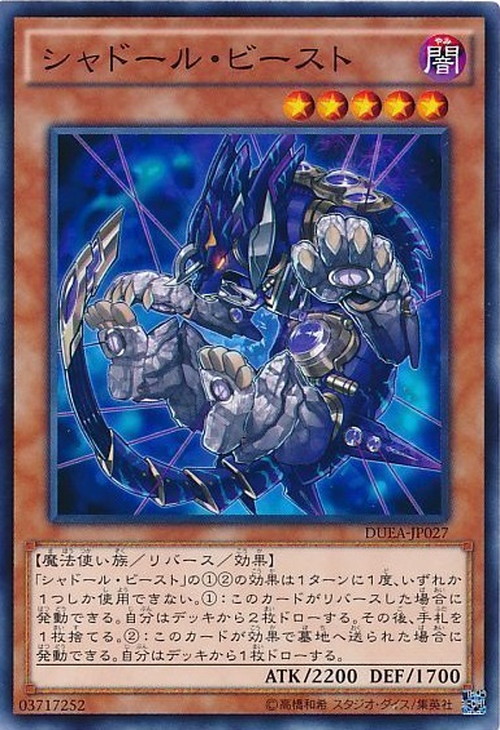 シャドール・ビースト
闇
DUEA-JP027
【魔法使い族／リバース／効果】
「シャドール・ビースト」の①②の効果は1ターンに1度、いずれか
1つしか使用できない。①：このカードがリバースした場合に
発動できる。自分はデッキから2枚ドローする。その後、手札を
1枚捨てる。②：このカードが効果で墓地へ送られた場合に
発動できる。自分はデッキから1枚ドローする。
ATK/2200 DEF/1700
03717252 ©高橋和希 スタジオ・ダイス/集英社